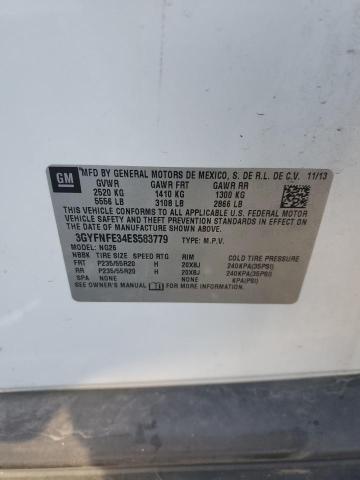 GM
MFD BY GENERAL MOTORS DE MEXICO, S. DE R.L. DE C.V. 11/13
GVWR GAWR FRT GAWR RR
2520 KG 1410 KG 1300 KG
5556 LB 3108 LB 2866 LB
THIS VEHICLE CONFORMS TO ALL APPLICABLE U.S. FEDERAL MOTOR
VEHICLE SAFETY AND THEFT PREVENTION STANDARDS IN EFFECT ON
THE DATE OF MANUFACTURE SHOWN ABOVE.
3GYFNFE34ES583779 TYPE: M.P.V.
MODEL: NG26
NBBK TIRE SIZE SPEED RTG RIM COLD TIRE PRESSURE
FRT P235/55R20 H 20X8J 240KPA(35PSI)
RR P235/55R20 H 20X8J 240KPA(35PSI)
SPA NONE NONE KPA(PSI)
SEE OWNER'S MANUAL FOR ADDITIONAL INFORMATION.